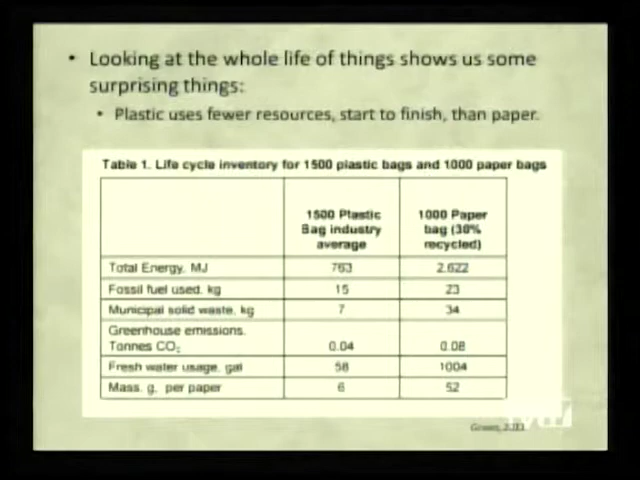 • Looking at the whole life of things shows us some
surprising things:
• Plastic uses fewer resources, start to finish, than paper.
Table 1. Life cycle inventory for 1500 plastic bags and 1000 paper bags
1500 Plastic Bag industry average 1000 Paper bag (30% recycled)
Total Energy, MJ 763 2,622
Fossil fuel used, kg 15 23
Municipal solid waste, kg 7 34
Greenhouse emissions,
Tonnes CO₂ 0.04 0.08
Fresh water usage, gal 58 1004
Mass, g, per paper 6 52